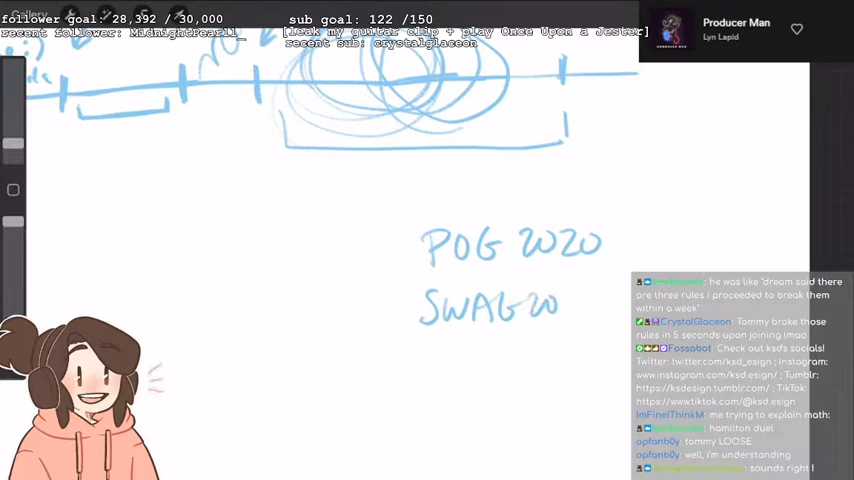 Gallery
follower goal: 28,392 / 30,000
sub goal: 122 /150
recent follower: MidnightPearll_
[leak my guitar clip + play Once Upon a Jester]
recent sub: crystalglaceon
Producer Man
Lyn Lapid
POG 2020
SWAG20
: he was like "dream said there
are three rules i proceeded to break them
within a week"
CrystalGlaceon: Tommy broke those
rules in 5 seconds upon joining lmao
Fossabot: Check out ksd's socials!
Twitter: twitter.com/ksd_esign ; Instagram:
www.instagram.com/ksd.esign/ ; Tumblr:
https://ksdesign.tumblr.com/ ; TikTok:
https://www.tiktok.com/@ksd.esign
ImFineIThinkM: me trying to explain math:
: hamilton duel
opfanb0y: tommy LOOSE
opfanb0y: well, i'm understanding
: sounds right !